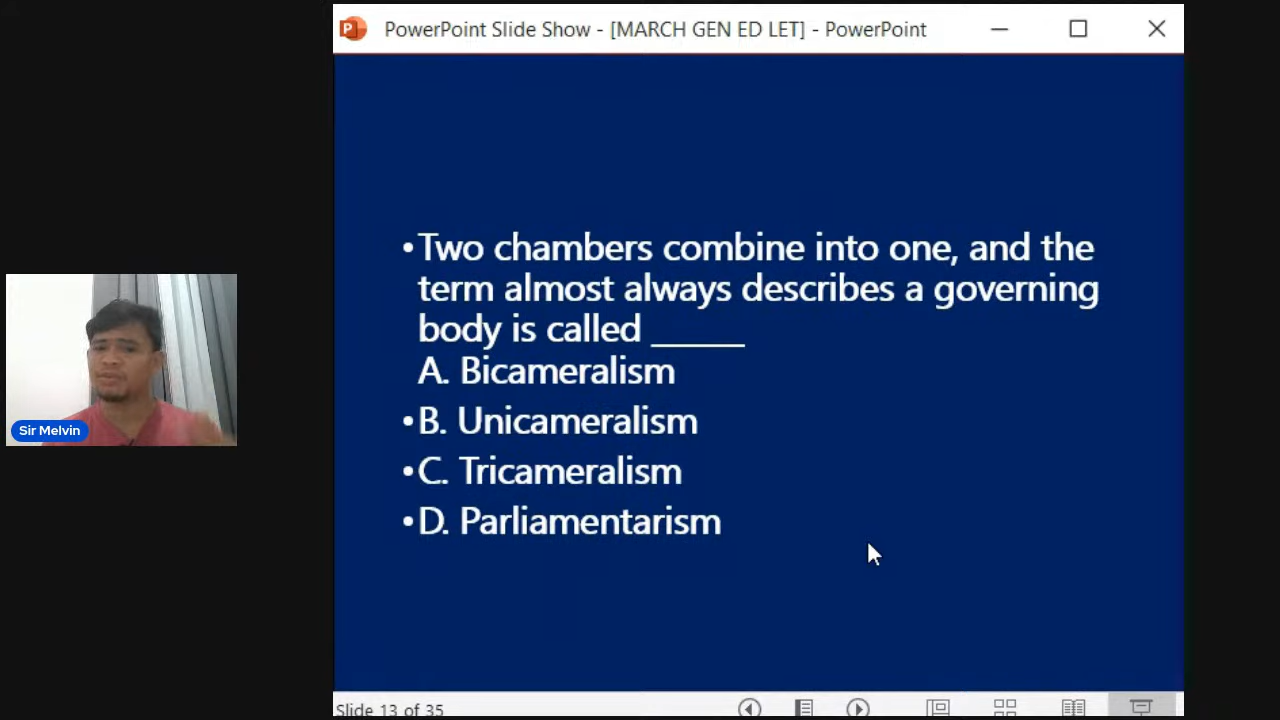 PowerPoint Slide Show - [MARCH GEN ED LET] - PowerPoint
•Two chambers combine into one, and the
term almost always describes a governing
body is called _____
A. Bicameralism
•B. Unicameralism
•C. Tricameralism
•D. Parliamentarism
Sir Melvin
Slide 13 of 35